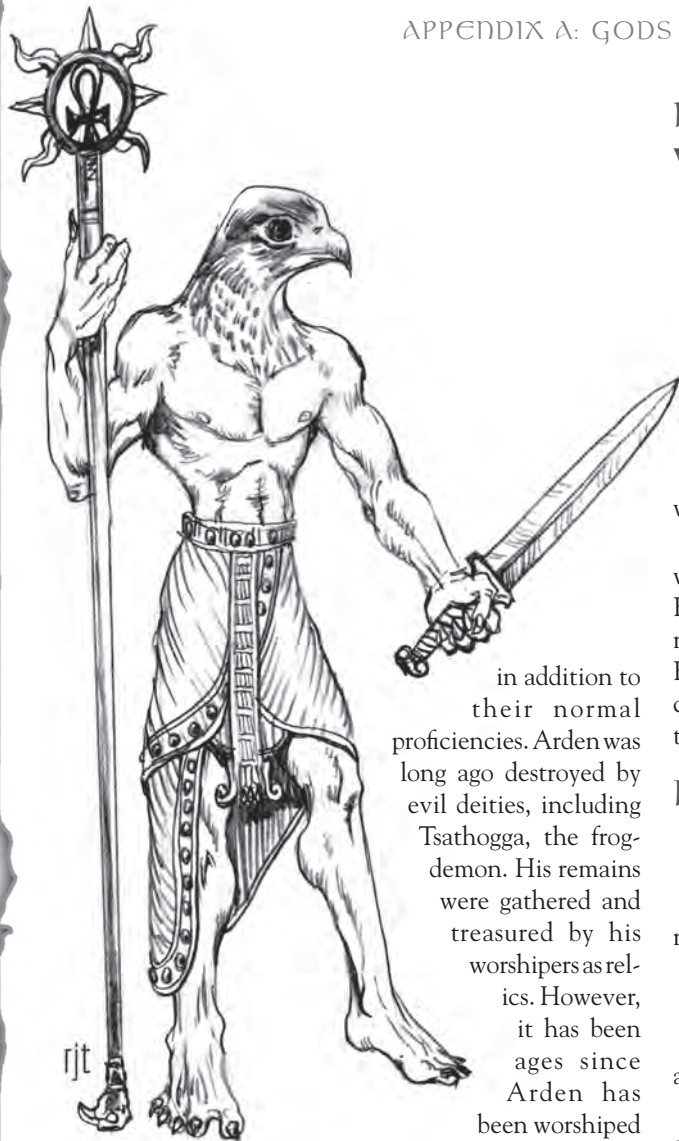 APPENDIX A: GODS
in addition to
their normal
proficiencies. Arden was
long ago destroyed by
evil deities, including
Tsathogga, the frog-
demon. His remains
were gathered and
treasured by his
worshipers as rel-
ics. However,
it has been
ages since
Arden has
been worshiped
rjt